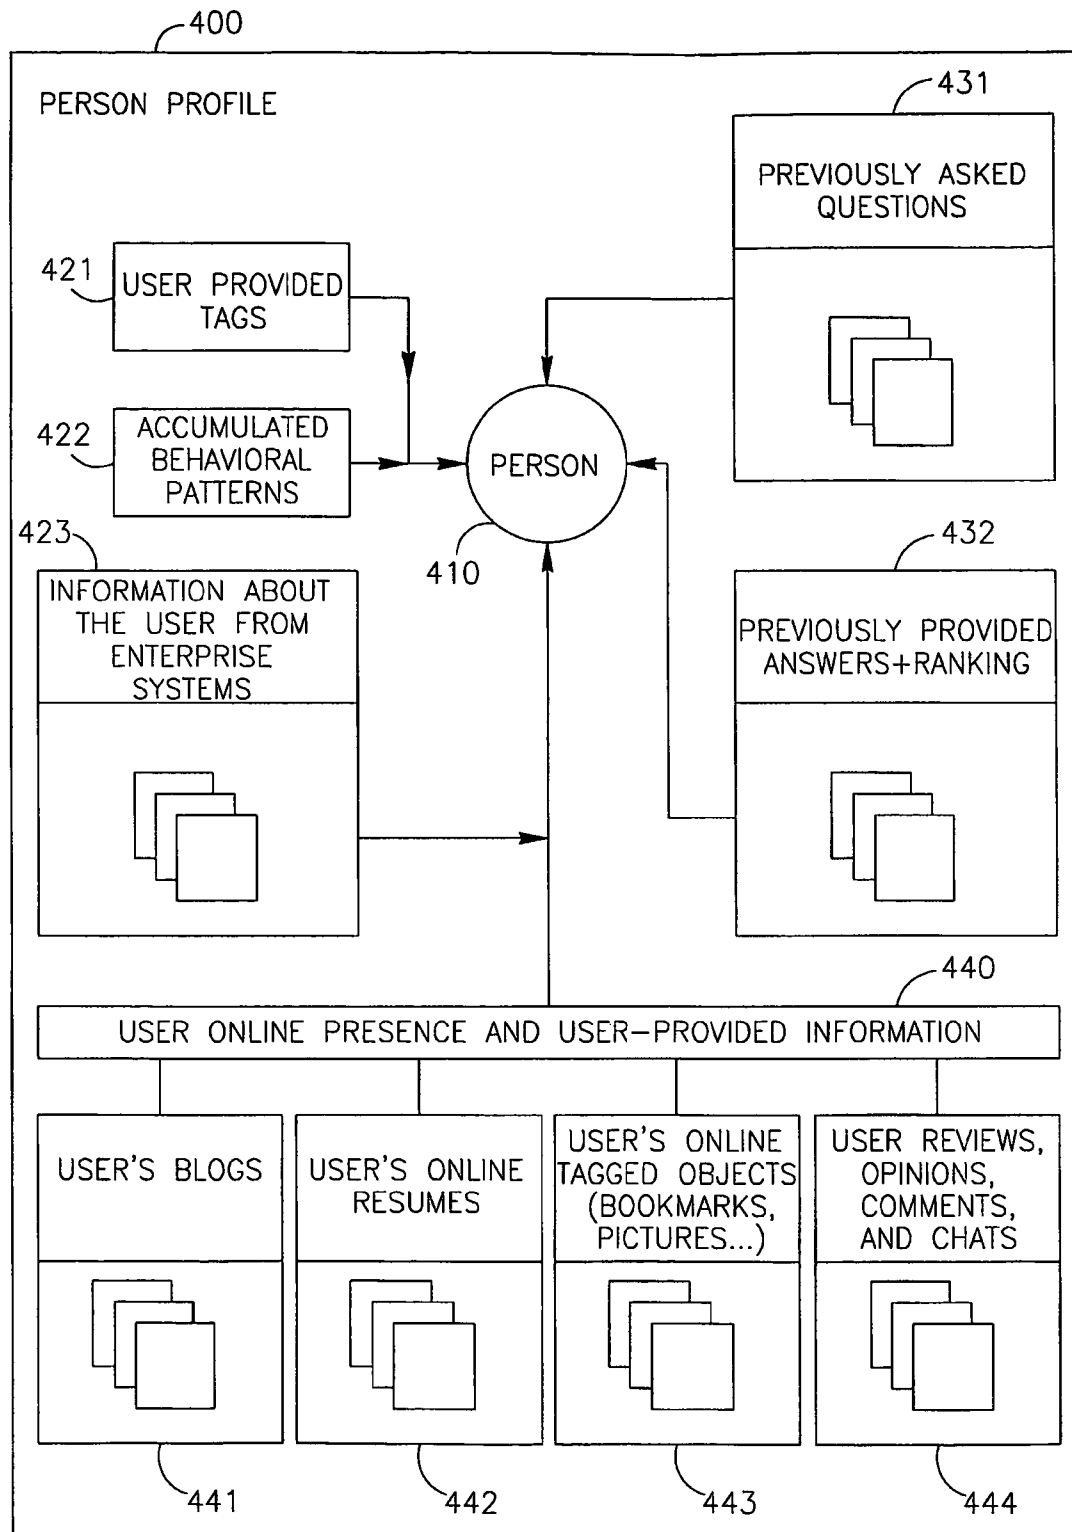 400
PERSON PROFILE
431
PREVIOUSLY ASKED
QUESTIONS
421
USER PROVIDED
TAGS
422
ACCUMULATED
BEHAVIORAL
PATTERNS
PERSON
410
423
INFORMATION ABOUT
THE USER FROM
ENTERPRISE
SYSTEMS
432
PREVIOUSLY PROVIDED
ANSWERS+RANKING
440
USER ONLINE PRESENCE AND USER-PROVIDED INFORMATION
USER'S BLOGS
USER'S ONLINE
RESUMES
USER'S ONLINE
TAGGED OBJECTS
(BOOKMARKS,
PICTURES...)
USER REVIEWS,
OPINIONS,
COMMENTS,
AND CHATS
441
442
443
444